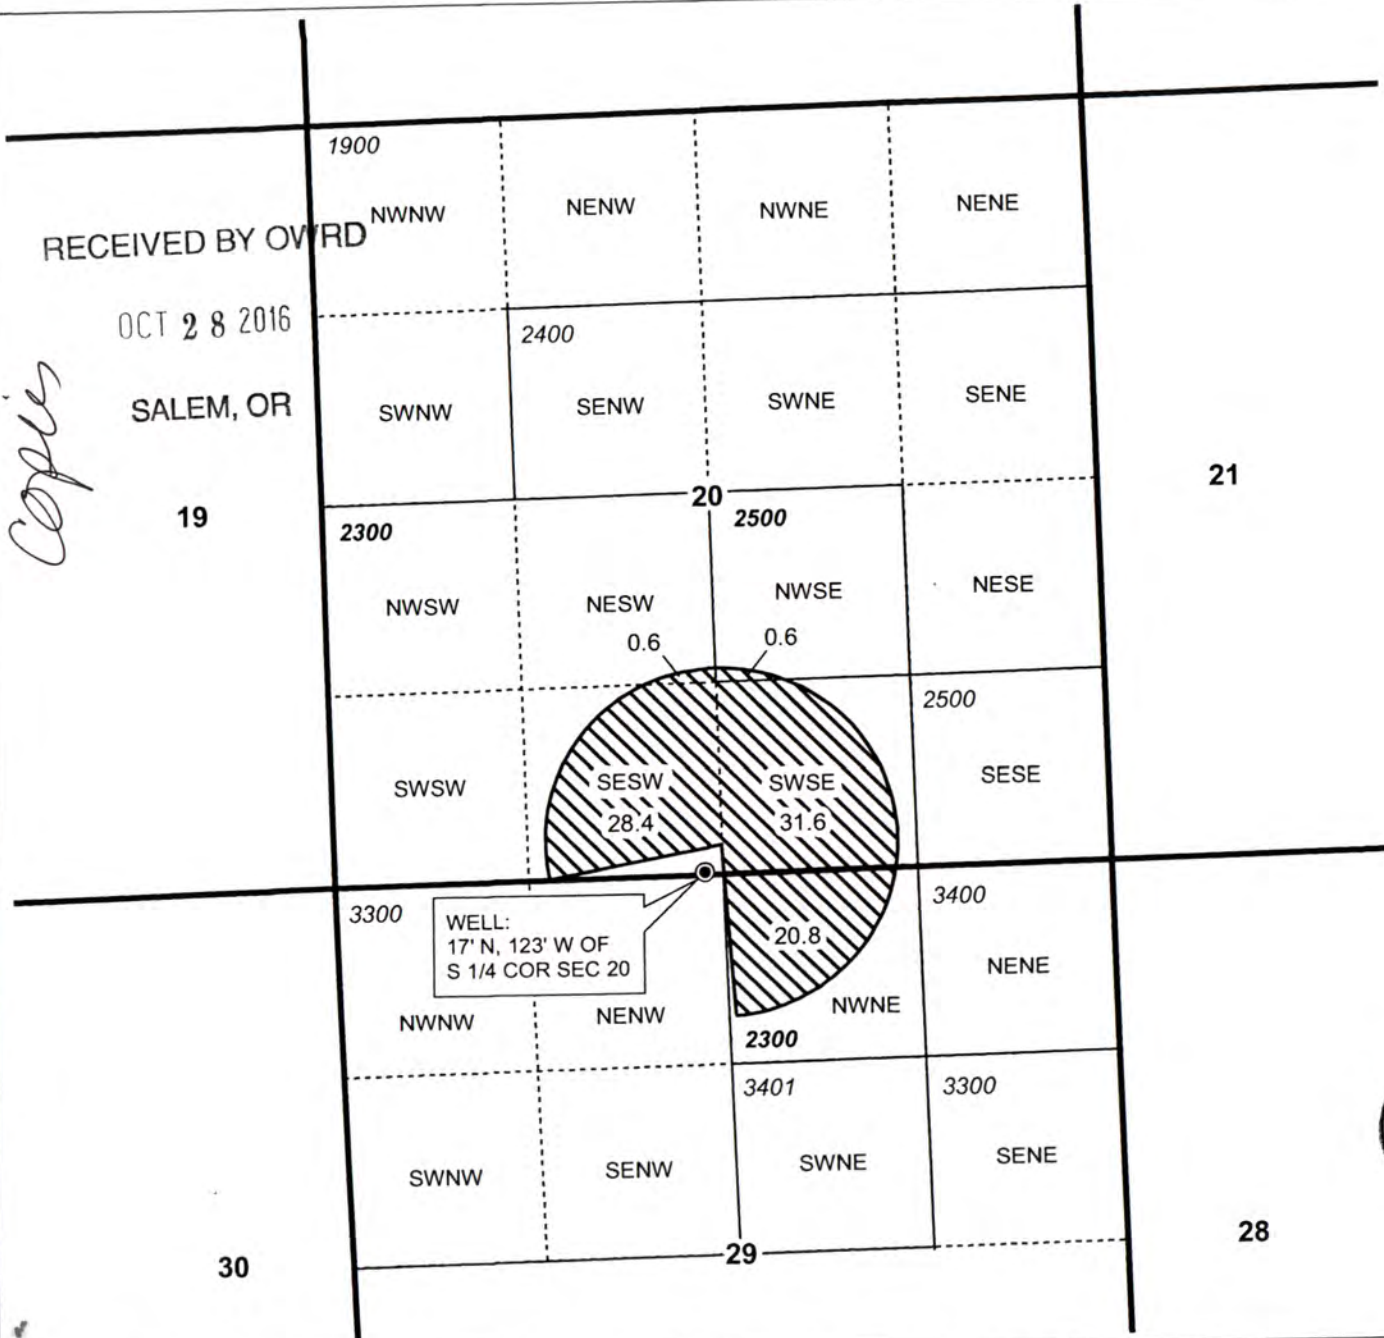 1900
NWNW
NENW
NWNE
NENE
RECEIVED BY OWRD
OCT 28 2016
SALEM, OR
Copies
2400
SWNW
SENW
SWNE
SENE
19
20
21
2300
2500
NWSW
NESW
NWSE
NESE
0.6
0.6
2500
SWSW
SESW
28.4
SWSE
31.6
SESE
3300
WELL:
17' N, 123' W OF
S 1/4 COR SEC 20
20.8
3400
NWNW
NENW
NWNE
NENE
2300
3401
3300
SWNW
SENW
SWNE
SENE
30
29
28